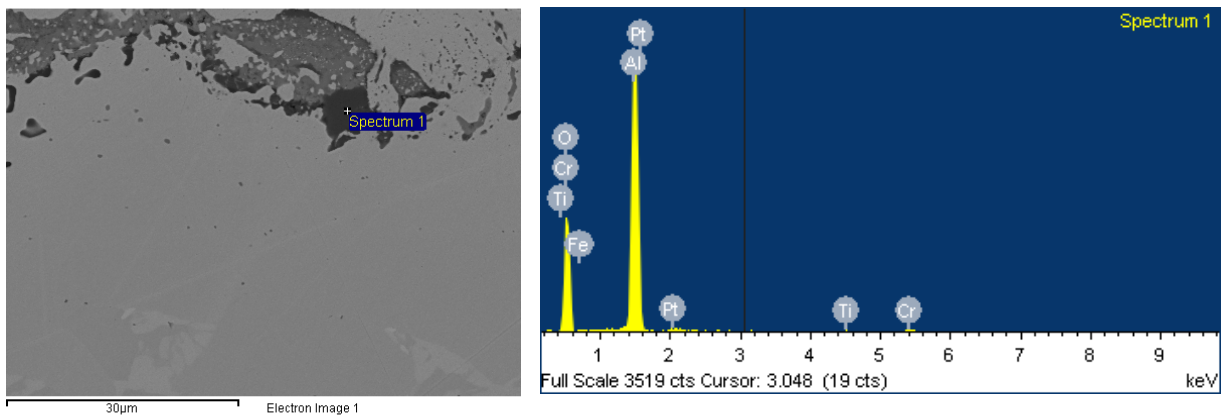 Spectrum 1
30µm
Electron Image 1
Spectrum 1
Pt
Al
O
Cr
Ti
Fe
Pt
Ti
Cr
1 2 3 4 5 6 7 8 9
Full Scale 3519 cts Cursor: 3.048 (19 cts) keV